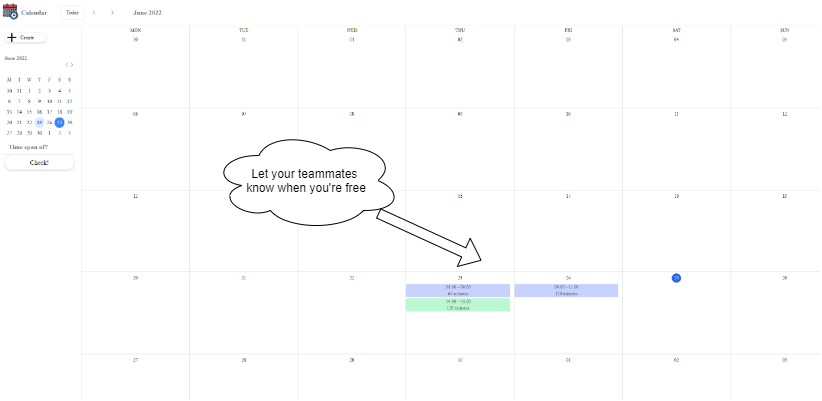 Calendar
Today
<
>
June 2022
Create
June 2022
< >
M T W T F S S
30 31 1 2 3 4 5
6 7 8 9 10 11 12
13 14 15 16 17 18 19
20 21 22 23 24 25 26
27 28 29 30 1 2 3
Time span of?
Check!
MON TUE WED THU FRI SAT SUN
30 31 01 02 03 04 05
06 07 08 09 10 11 12
Let your teammates
know when you're free
13 16 17 18 19
20 21 22 23 24 25 26
08:00 - 09:00
60 minutes
09:00 - 11:00
120 minutes
14:00 - 16:00
120 minutes
27 28 29 30 01 02 03